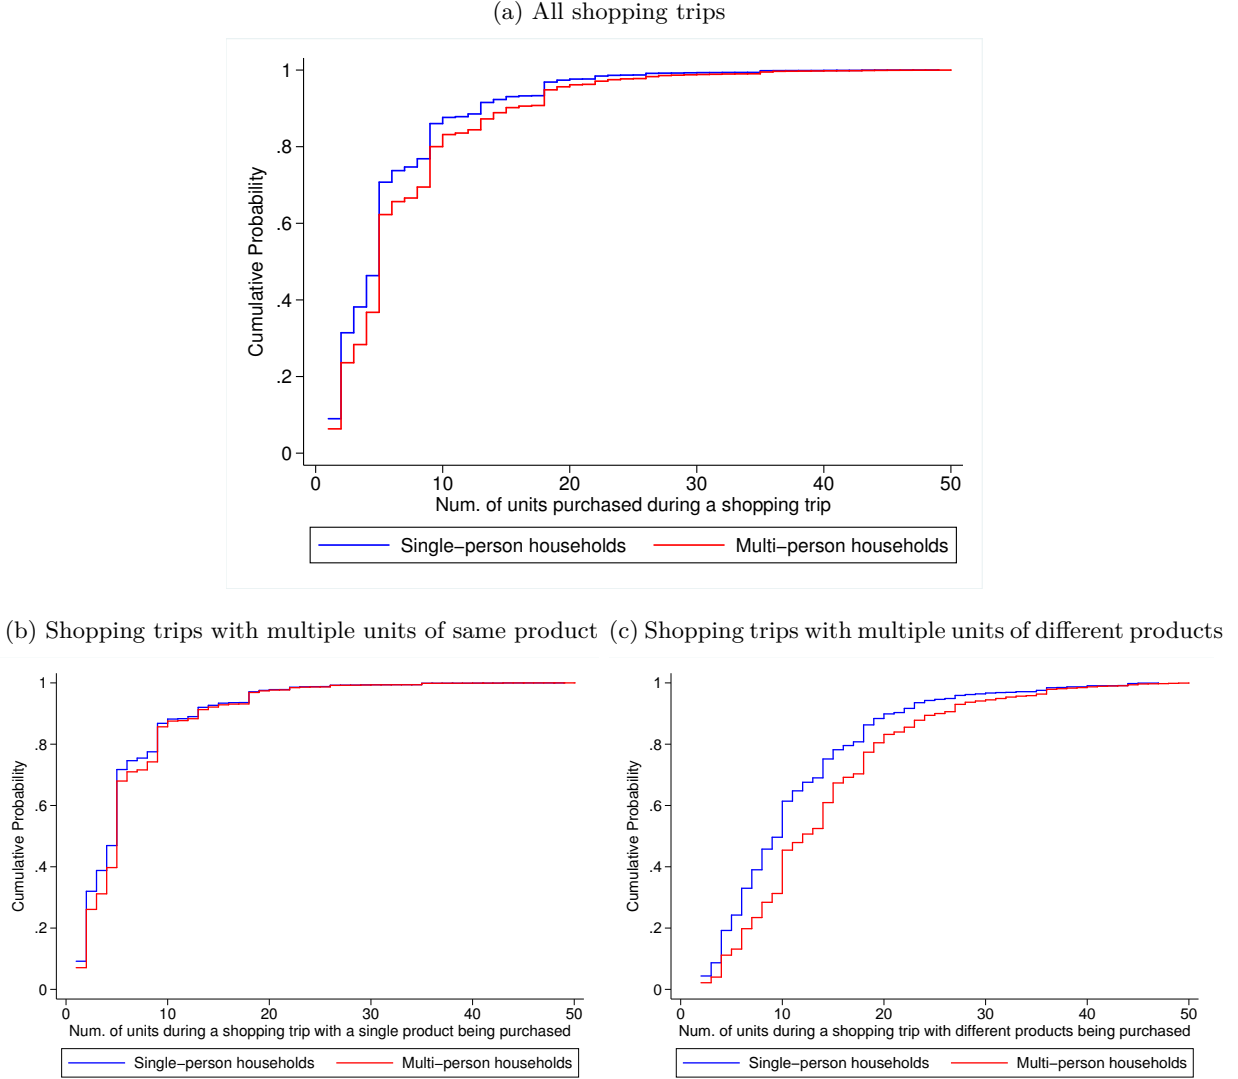 (a) All shopping trips
1
.8
.6
.4
.2
0
Cumulative Probability
0 10 20 30 40 50
Num. of units purchased during a shopping trip
Single−person households Multi−person households
(b) Shopping trips with multiple units of same product
1
.8
.6
.4
.2
0
Cumulative Probability
0 10 20 30 40 50
Num. of units during a shopping trip with a single product being purchased
Single−person households Multi−person households
(c) Shopping trips with multiple units of different products
1
.8
.6
.4
.2
0
Cumulative Probability
0 10 20 30 40 50
Num. of units during a shopping trip with different products being purchased
Single−person households Multi−person households